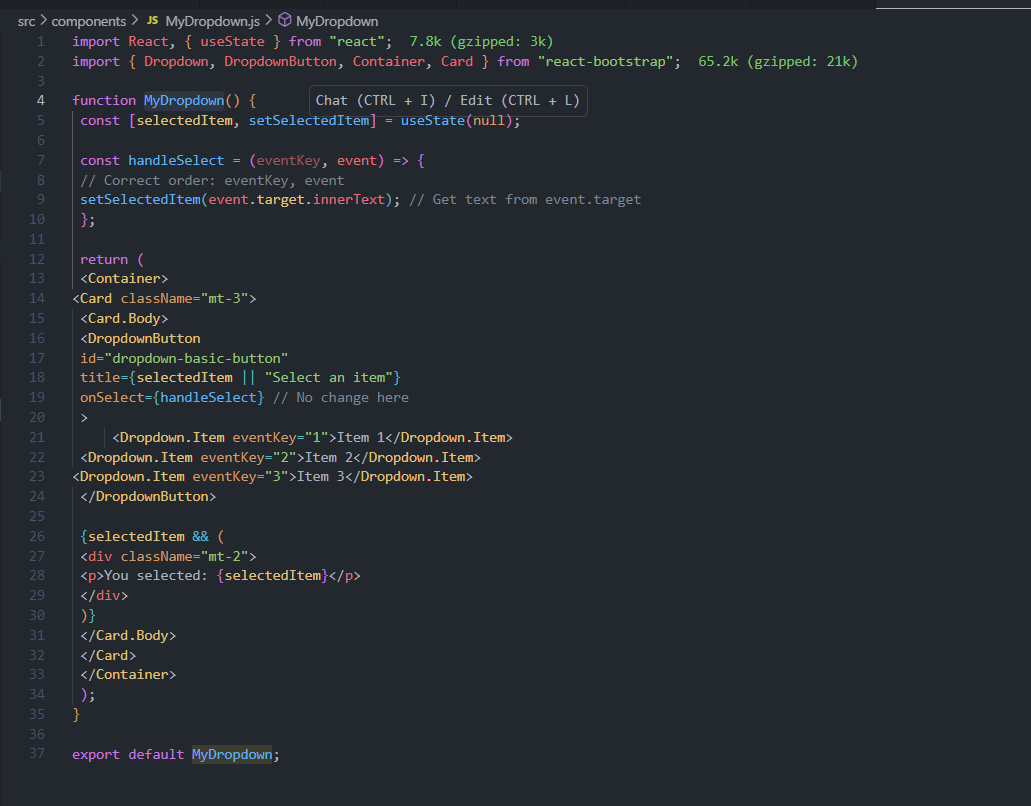 src > components > JS MyDropdown.js > MyDropdown
1 import React, { useState } from "react"; 7.8k (gzipped: 3k)
2 import { Dropdown, DropdownButton, Container, Card } from "react-bootstrap"; 65.2k (gzipped: 21k)
3
4 function MyDropdown() { Chat (CTRL + I) / Edit (CTRL + L)
5 const [selectedItem, setSelectedItem] = useState(null);
6
7 const handleSelect = (eventKey, event) => {
8 // Correct order: eventKey, event
9 setSelectedItem(event.target.innerText); // Get text from event.target
10 };
11
12 return (
13 <Container>
14 <Card className="mt-3">
15 <Card.Body>
16 <DropdownButton
17 id="dropdown-basic-button"
18 title={selectedItem || "Select an item"}
19 onSelect={handleSelect} // No change here
20 >
21 <Dropdown.Item eventKey="1">Item 1</Dropdown.Item>
22 <Dropdown.Item eventKey="2">Item 2</Dropdown.Item>
23 <Dropdown.Item eventKey="3">Item 3</Dropdown.Item>
24 </DropdownButton>
25
26 {selectedItem && (
27 <div className="mt-2">
28 <p>You selected: {selectedItem}</p>
29 </div>
30 )}
31 </Card.Body>
32 </Card>
33 </Container>
34 );
35 }
36
37 export default MyDropdown;